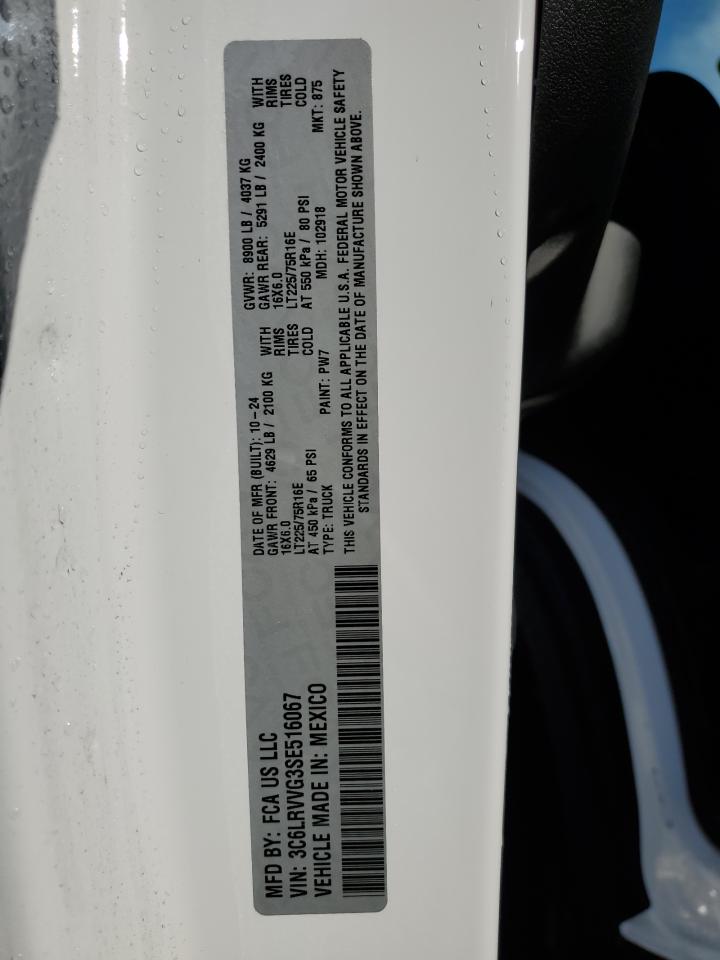 MFD BY: FCA US LLC
VIN: 3C6LRVVG3SE516067
VEHICLE MADE IN: MEXICO
DATE OF MFR (BUILT): 10-24
GAWR FRONT: 4629 LB / 2100 KG WITH
16X6.0 RIMS
LT225/75R16E TIRES
AT 450 kPa / 65 PSI COLD
TYPE: TRUCK PAINT: PW7
GVWR: 8900 LB / 4037 KG
GAWR REAR: 5291 LB / 2400 KG WITH
16X6.0 RIMS
LT225/75R16E TIRES
AT 550 kPa / 80 PSI COLD
MDH: 102918 MKT: 875
THIS VEHICLE CONFORMS TO ALL APPLICABLE U.S.A. FEDERAL MOTOR VEHICLE SAFETY
STANDARDS IN EFFECT ON THE DATE OF MANUFACTURE SHOWN ABOVE.